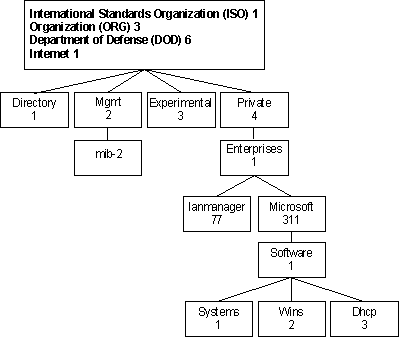 International Standards Organization (ISO) 1
Organization (ORG) 3
Department of Defense (DOD) 6
Internet 1
Directory
1
Mgmt
2
Experimental
3
Private
4
mib-2
Enterprises
1
lanmanager
77
Microsoft
311
Software
1
Systems
1
Wins
2
Dhcp
3